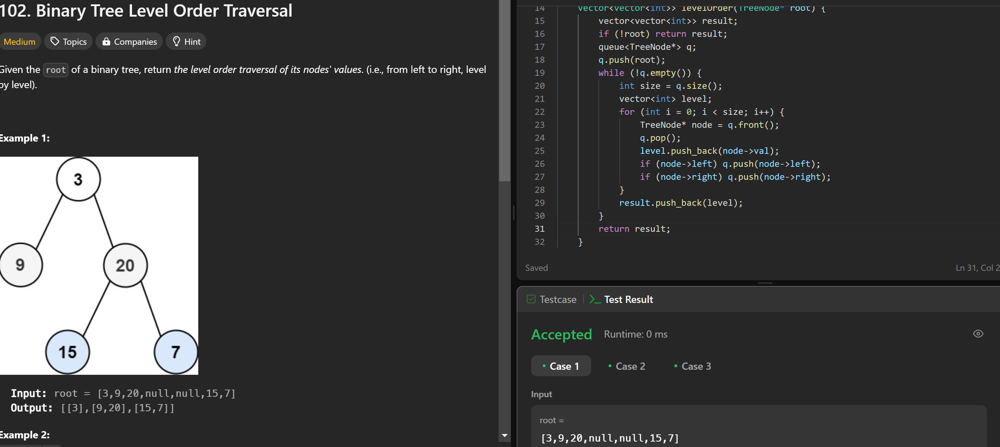 102. Binary Tree Level Order Traversal
Medium Topics Companies Hint
Given the root of a binary tree, return the level order traversal of its nodes' values. (i.e., from left to right, level
by level).
Example 1:
3
9 20
15 7
Input: root = [3,9,20,null,null,15,7]
Output: [[3],[9,20],[15,7]]
Example 2:
14 vector<vector<int>> levelOrder(TreeNode* root) {
15 vector<vector<int>> result;
16 if (!root) return result;
17 queue<TreeNode*> q;
18 q.push(root);
19 while (!q.empty()) {
20 int size = q.size();
21 vector<int> level;
22 for (int i = 0; i < size; i++) {
23 TreeNode* node = q.front();
24 q.pop();
25 level.push_back(node->val);
26 if (node->left) q.push(node->left);
27 if (node->right) q.push(node->right);
28 }
29 result.push_back(level);
30 }
31 return result;
32 }
Saved Ln 31, Col 2
Testcase | >_ Test Result
Accepted Runtime: 0 ms
• Case 1 • Case 2 • Case 3
Input
root =
[3,9,20,null,null,15,7]